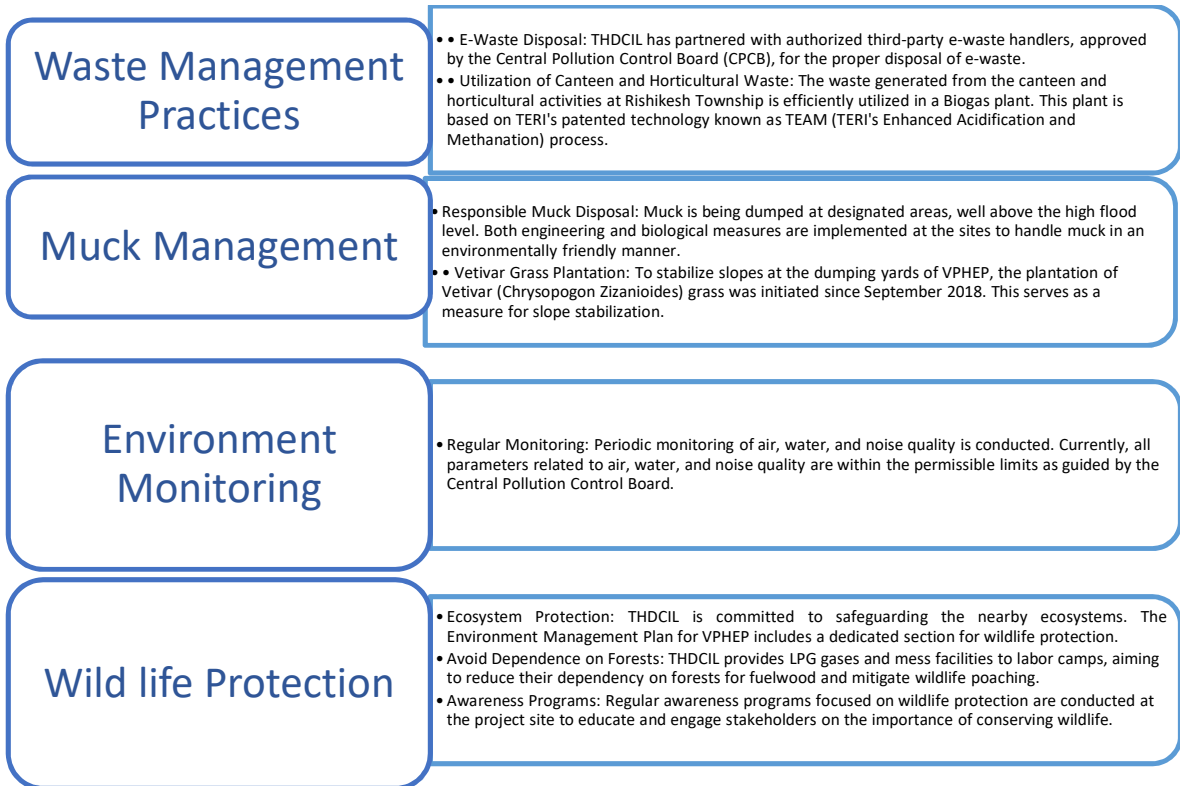 Waste Management
Practices
• • E-Waste Disposal: THDCIL has partnered with authorized third-party e-waste handlers, approved
by the Central Pollution Control Board (CPCB), for the proper disposal of e-waste.
• • Utilization of Canteen and Horticultural Waste: The waste generated from the canteen and
horticultural activities at Rishikesh Township is efficiently utilized in a Biogas plant. This plant is
based on TERI's patented technology known as TEAM (TERI's Enhanced Acidification and
Methanation) process.
Muck Management
• Responsible Muck Disposal: Muck is being dumped at designated areas, well above the high flood
level. Both engineering and biological measures are implemented at the sites to handle muck in an
environmentally friendly manner.
• • Vetivar Grass Plantation: To stabilize slopes at the dumping yards of VPHEP, the plantation of
Vetivar (Chrysopogon Zizanioides) grass was initiated since September 2018. This serves as a
measure for slope stabilization.
Environment
Monitoring
• Regular Monitoring: Periodic monitoring of air, water, and noise quality is conducted. Currently, all
parameters related to air, water, and noise quality are within the permissible limits as guided by the
Central Pollution Control Board.
Wild life Protection
• Ecosystem Protection: THDCIL is committed to safeguarding the nearby ecosystems. The
Environment Management Plan for VPHEP includes a dedicated section for wildlife protection.
• Avoid Dependence on Forests: THDCIL provides LPG gases and mess facilities to labor camps, aiming
to reduce their dependency on forests for fuelwood and mitigate wildlife poaching.
• Awareness Programs: Regular awareness programs focused on wildlife protection are conducted at
the project site to educate and engage stakeholders on the importance of conserving wildlife.